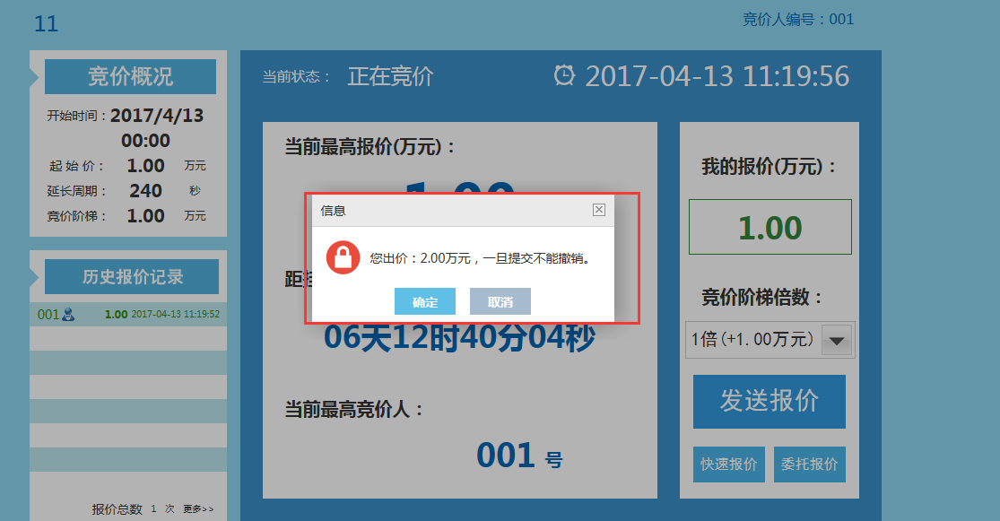 11
竞价人编号：001
竞价概况
开始时间：2017/4/13
00:00
起 始 价： 1.00 万元
延长周期： 240 秒
竞价阶梯： 1.00 万元
历史报价记录
001 1.00 2017-04-13 11:19:52
报价总数 1 次 更多>>
当前状态： 正在竞价
2017-04-13 11:19:56
当前最高报价(万元)：
1.00
信息
您出价：2.00万元，一旦提交不能撤销。
确定 取消
06天12时40分04秒
当前最高竞价人：
001 号
我的报价(万元)：
1.00
竞价阶梯倍数：
1倍(+1.00万元)
发送报价
快速报价 委托报价